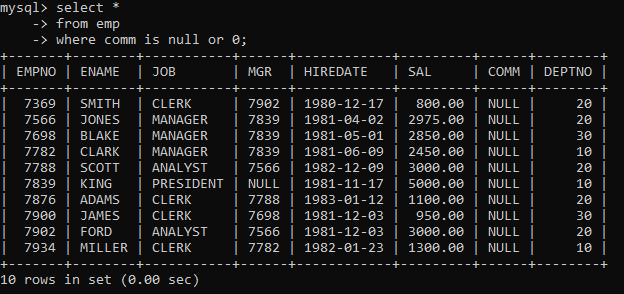 mysql> select *
    -> from emp
    -> where comm is null or 0;
+-------+--------+-----------+------+------------+---------+------+--------+
| EMPNO | ENAME  | JOB       | MGR  | HIREDATE   | SAL     | COMM | DEPTNO |
+-------+--------+-----------+------+------------+---------+------+--------+
|  7369 | SMITH  | CLERK     | 7902 | 1980-12-17 |  800.00 | NULL |     20 |
|  7566 | JONES  | MANAGER   | 7839 | 1981-04-02 | 2975.00 | NULL |     20 |
|  7698 | BLAKE  | MANAGER   | 7839 | 1981-05-01 | 2850.00 | NULL |     30 |
|  7782 | CLARK  | MANAGER   | 7839 | 1981-06-09 | 2450.00 | NULL |     10 |
|  7788 | SCOTT  | ANALYST   | 7566 | 1982-12-09 | 3000.00 | NULL |     20 |
|  7839 | KING   | PRESIDENT | NULL | 1981-11-17 | 5000.00 | NULL |     10 |
|  7876 | ADAMS  | CLERK     | 7788 | 1983-01-12 | 1100.00 | NULL |     20 |
|  7900 | JAMES  | CLERK     | 7698 | 1981-12-03 |  950.00 | NULL |     30 |
|  7902 | FORD   | ANALYST   | 7566 | 1981-12-03 | 3000.00 | NULL |     20 |
|  7934 | MILLER | CLERK     | 7782 | 1982-01-23 | 1300.00 | NULL |     10 |
+-------+--------+-----------+------+------------+---------+------+--------+
10 rows in set (0.00 sec)